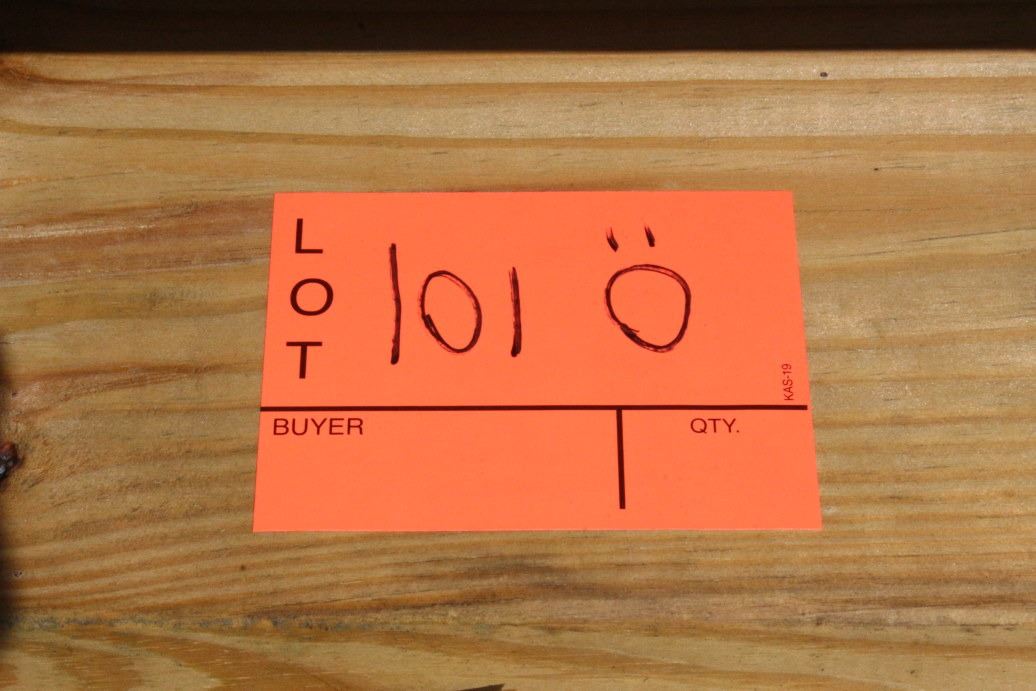 LOT 101 Ö
KAS-19
BUYER QTY.